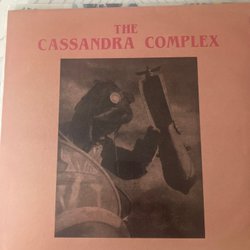 THE
CASSANDRA COMPLEX